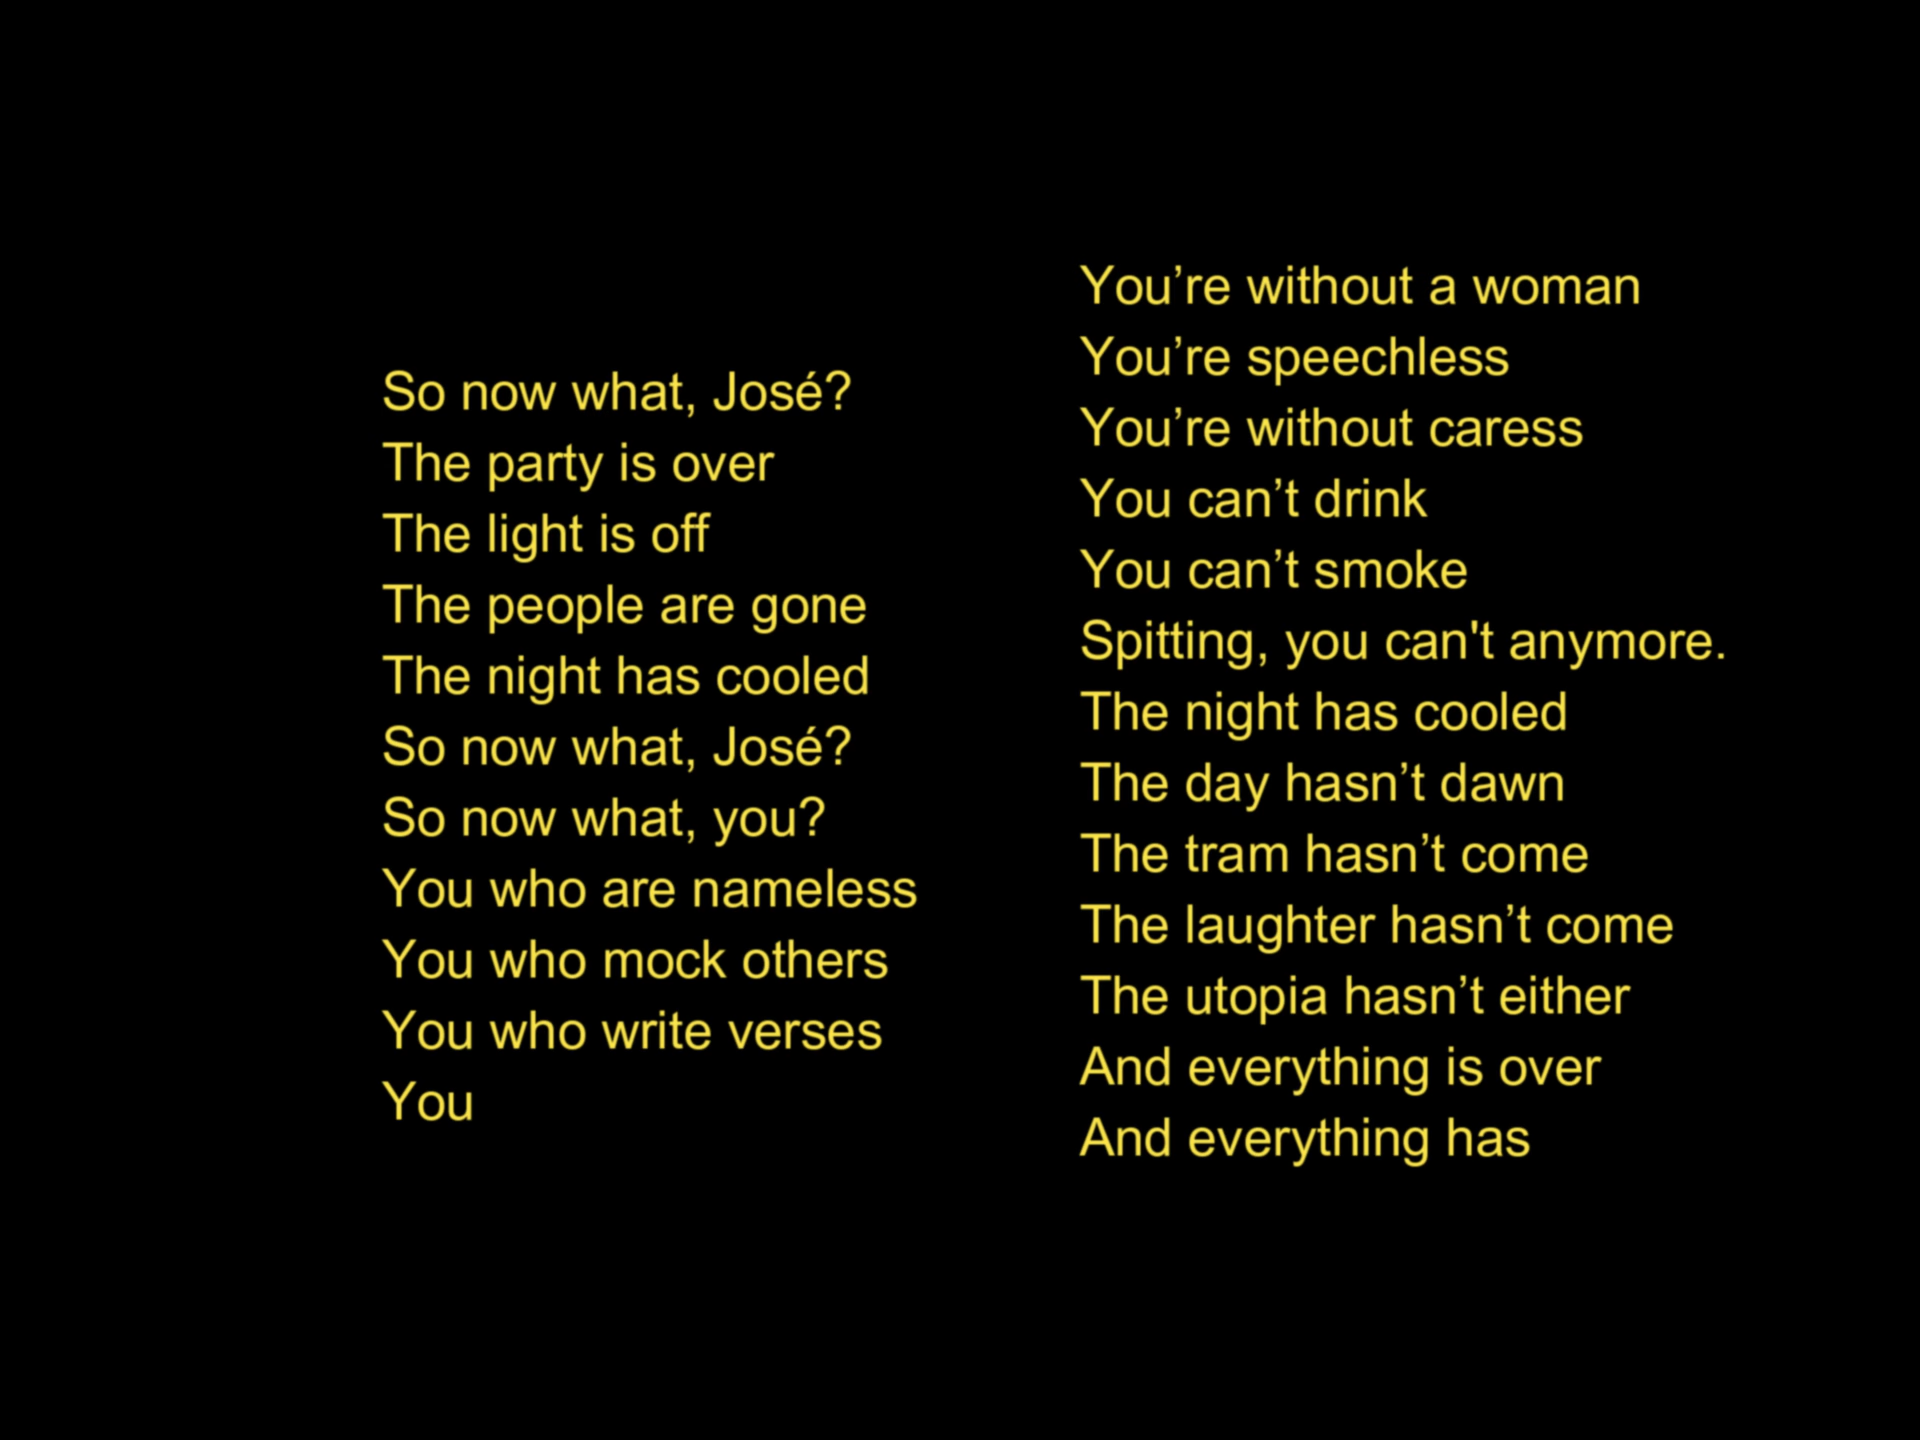 So now what, José?
The party is over
The light is off
The people are gone
The night has cooled
So now what, José?
So now what, you?
You who are nameless
You who mock others
You who write verses
You
You’re without a woman
You’re speechless
You’re without caress
You can’t drink
You can’t smoke
Spitting, you can't anymore.
The night has cooled
The day hasn’t dawn
The tram hasn’t come
The laughter hasn’t come
The utopia hasn’t either
And everything is over
And everything has